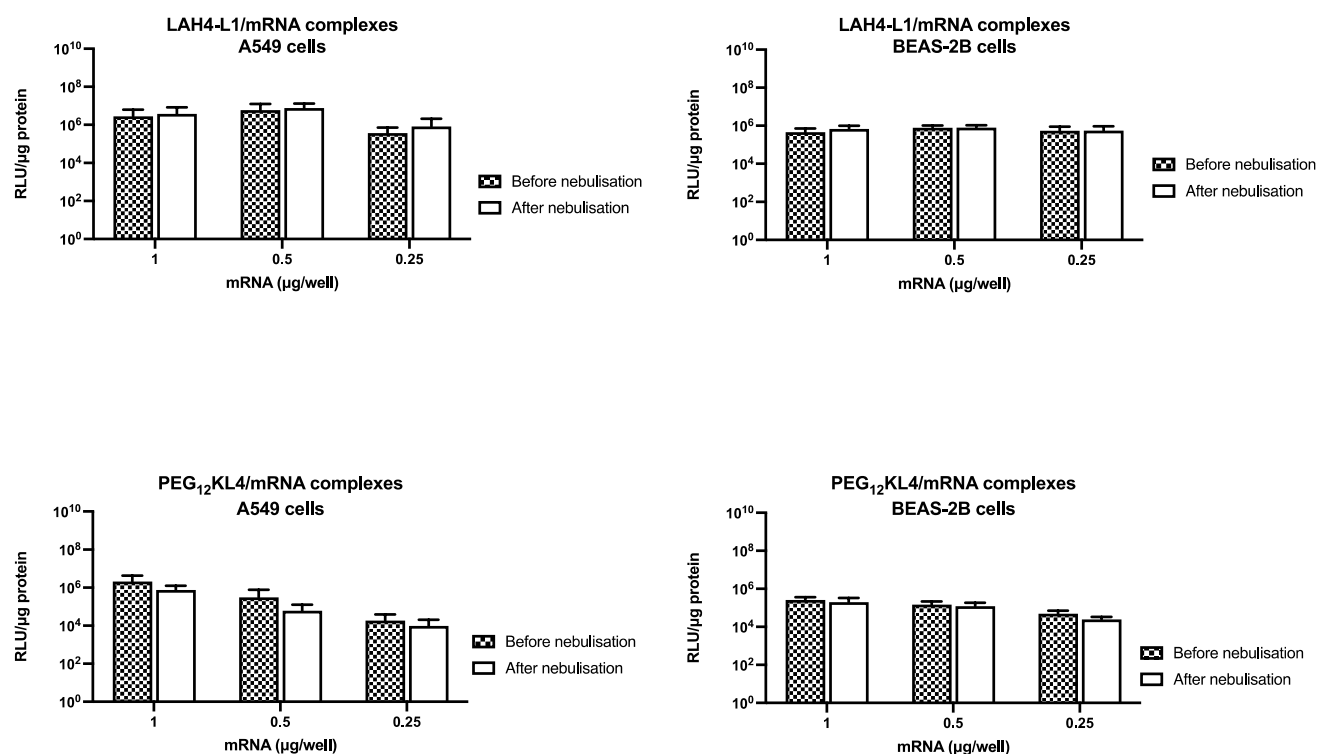 LAH4-L1/mRNA complexes
A549 cells
RLU/µg protein
10¹⁰
10⁸
10⁶
10⁴
10²
10⁰
1 0.5 0.25
mRNA (µg/well)
Before nebulisation
After nebulisation
LAH4-L1/mRNA complexes
BEAS-2B cells
RLU/µg protein
10¹⁰
10⁸
10⁶
10⁴
10²
10⁰
1 0.5 0.25
mRNA (µg/well)
Before nebulisation
After nebulisation
PEG₁₂KL4/mRNA complexes
A549 cells
RLU/µg protein
10¹⁰
10⁸
10⁶
10⁴
10²
10⁰
1 0.5 0.25
mRNA (µg/well)
Before nebulisation
After nebulisation
PEG₁₂KL4/mRNA complexes
BEAS-2B cells
RLU/µg protein
10¹⁰
10⁸
10⁶
10⁴
10²
10⁰
1 0.5 0.25
mRNA (µg/well)
Before nebulisation
After nebulisation